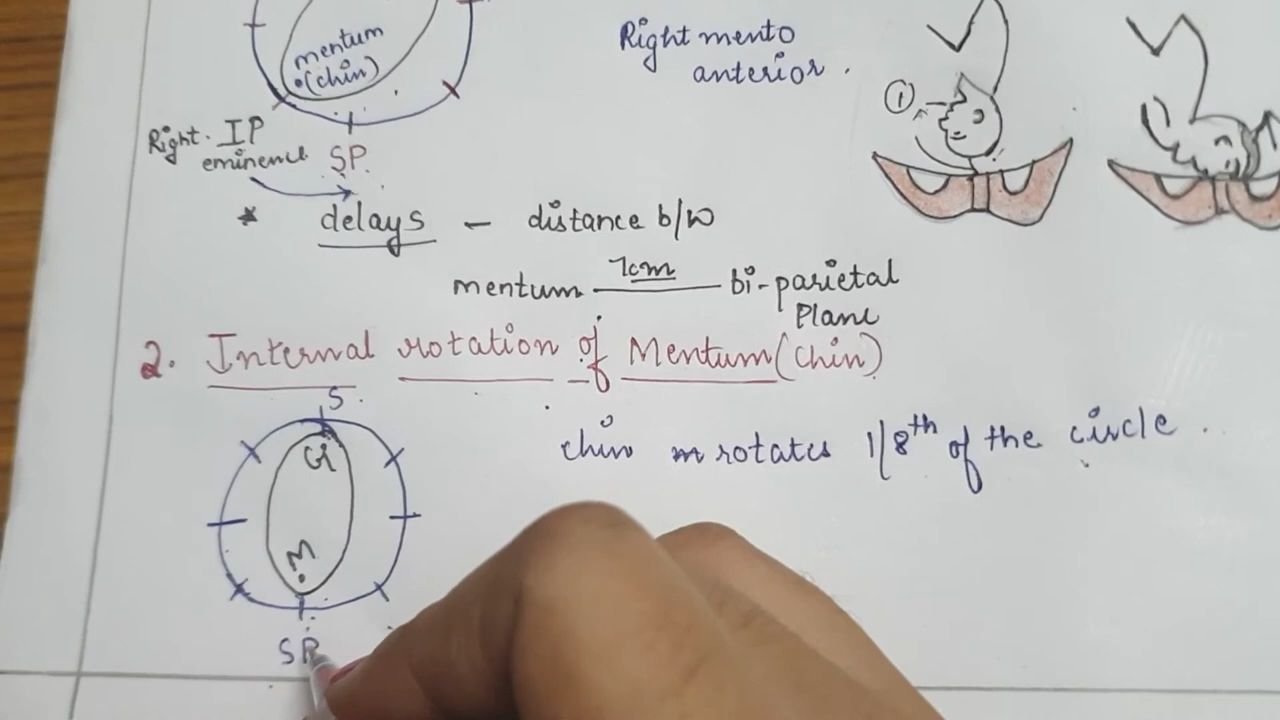 mentum
(chin)
Right mento
anterior.
①
Right. IP
eminence
SP.
* delays - distance b/w
7cm
mentum bi-parietal
Plane
2. Internal rotation of Mentum (chin)
S.
chin m rotates 1/8th of the circle.
G
m
SP